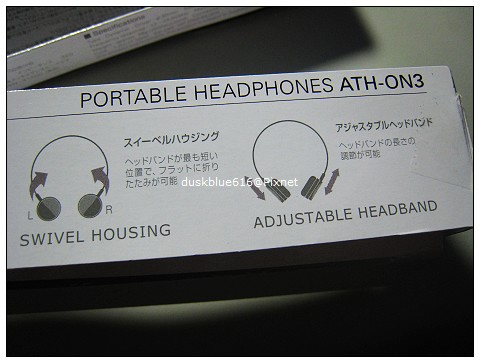 PORTABLE HEADPHONES ATH-ON3
スイーベルハウジング
ヘッドバンドが最も短い
位置で、フラットに折り
たたみが可能
L R
SWIVEL HOUSING
アジャスタブルヘッドバンド
ヘッドバンドの長さの
調節が可能
ADJUSTABLE HEADBAND
duskblue616@Pixnet